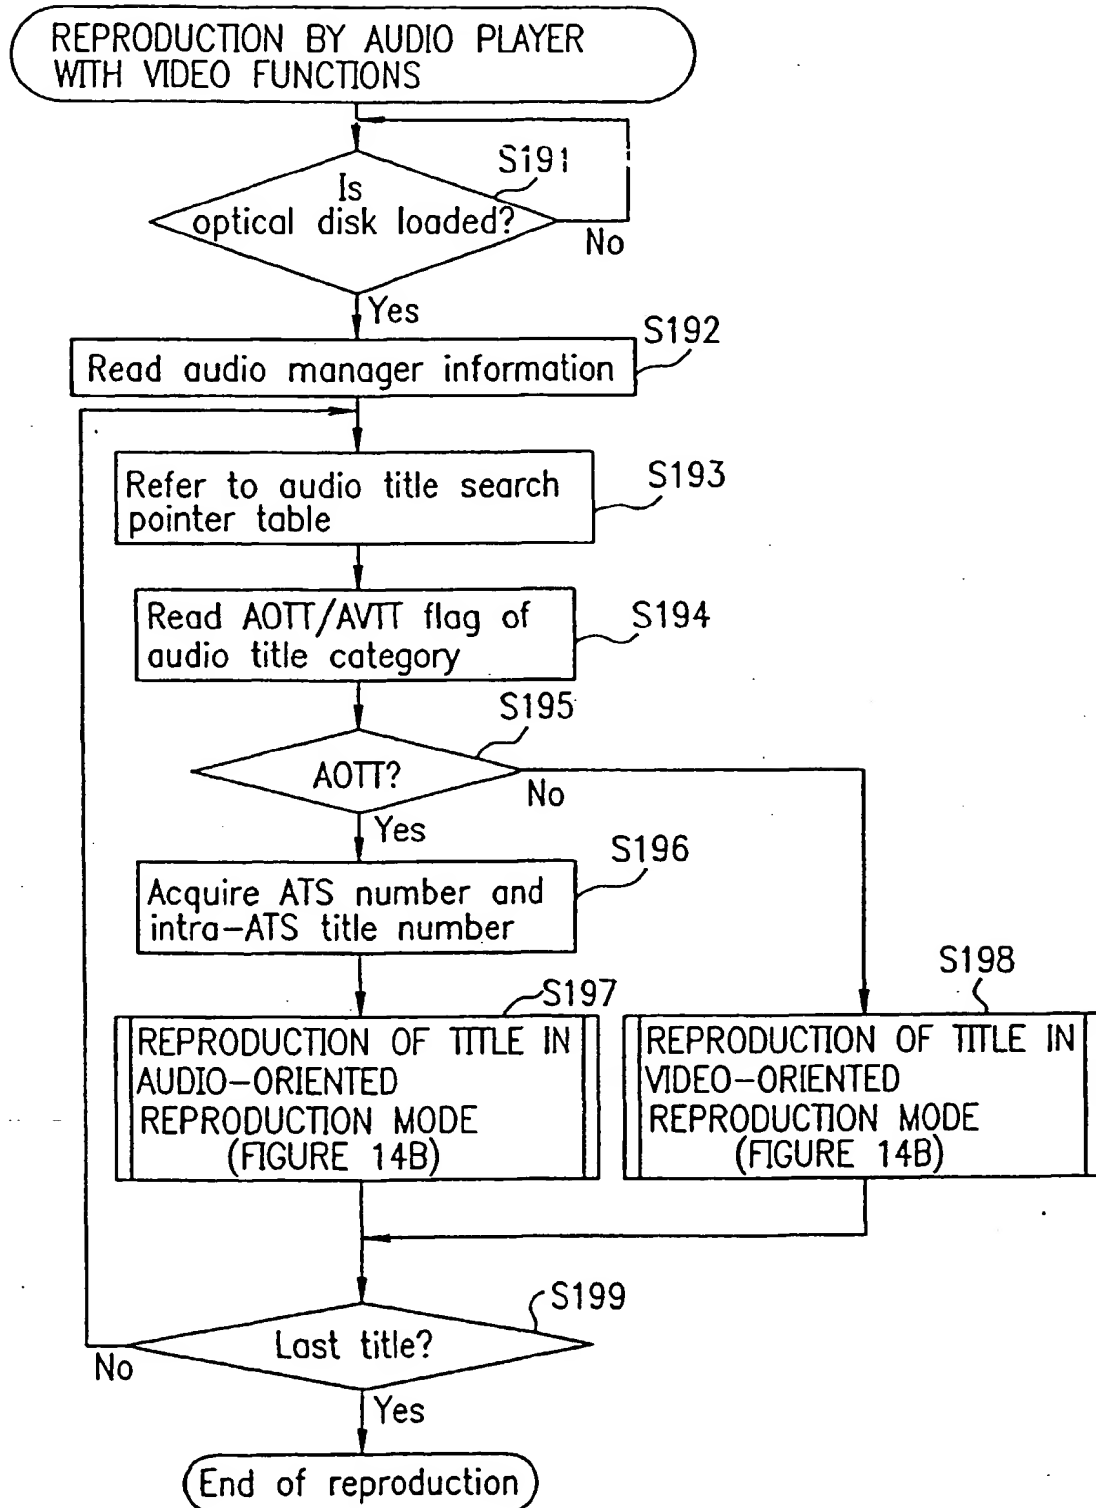 REPRODUCTION BY AUDIO PLAYER
WITH VIDEO FUNCTIONS
S191
Is
optical disk loaded?
No
Yes
S192
Read audio manager information
S193
Refer to audio title search
pointer table
S194
Read AOTT/AVTT flag of
audio title category
S195
AOTT?
No
Yes
S196
Acquire ATS number and
intra-ATS title number
S197
REPRODUCTION OF TITLE IN
AUDIO-ORIENTED
REPRODUCTION MODE
(FIGURE 14B)
S198
REPRODUCTION OF TITLE IN
VIDEO-ORIENTED
REPRODUCTION MODE
(FIGURE 14B)
S199
Last title?
No
Yes
End of reproduction